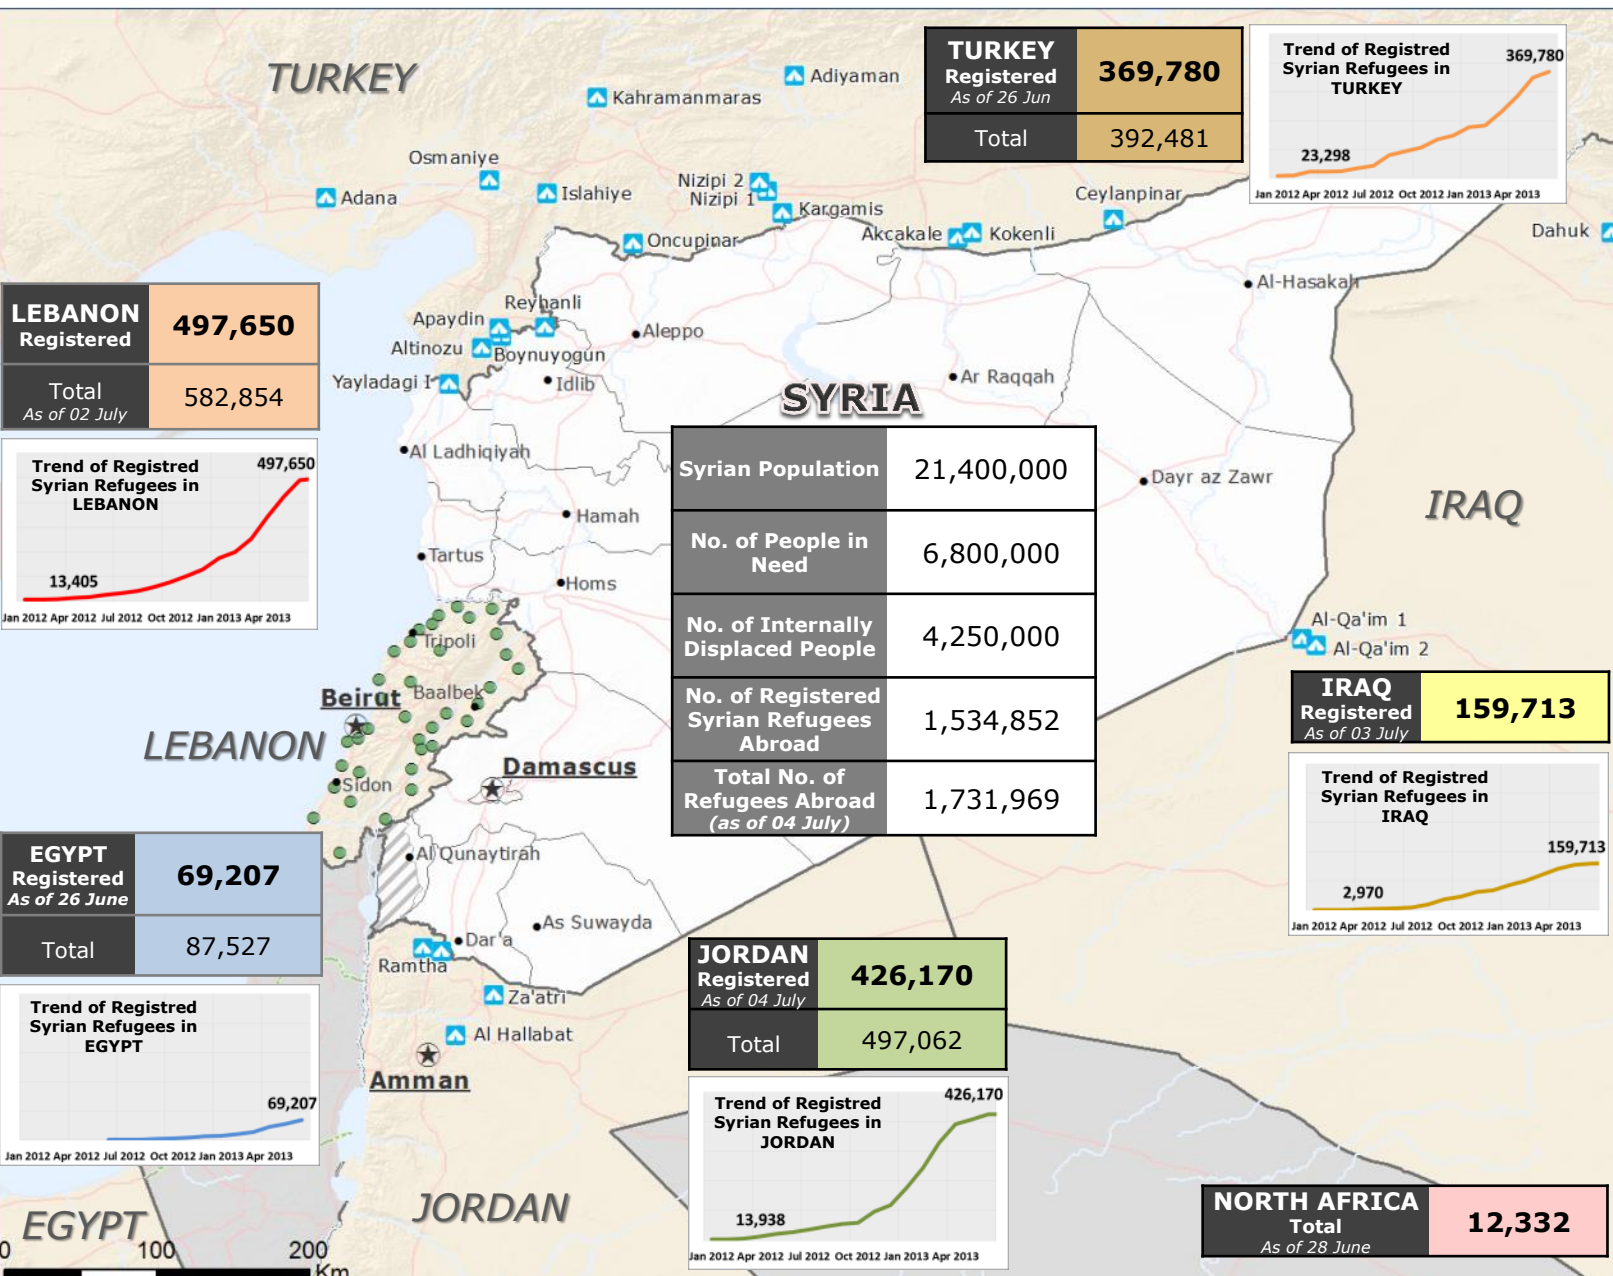 TURKEY
Adiyaman
Kahramanmaras
TURKEY
Registered
As of 26 Jun
369,780
Total
392,481
Trend of Registred
Syrian Refugees in
TURKEY
369,780
23,298
Jan 2012 Apr 2012 Jul 2012 Oct 2012 Jan 2013 Apr 2013
Osmaniye
Adana
Islahiye
Nizipi 2
Nizipi 1
Kargamis
Ceylanpinar
Oncupinar
Akcakale
Kokenli
Dahuk
Al-Hasakah
LEBANON
Registered
497,650
Total
As of 02 July
582,854
Reyhanli
Apaydin
Altinozu
Boynuyogun
Yayladagi I
Aleppo
Idlib
Ar Raqqah
SYRIA
Trend of Registred
Syrian Refugees in
LEBANON
497,650
13,405
Jan 2012 Apr 2012 Jul 2012 Oct 2012 Jan 2013 Apr 2013
Al Ladhiqiyah
Hamah
Tartus
Homs
Dayr az Zawr
IRAQ
Syrian Population
21,400,000
No. of People in
Need
6,800,000
No. of Internally
Displaced People
4,250,000
No. of Registered
Syrian Refugees
Abroad
1,534,852
Total No. of
Refugees Abroad
(as of 04 July)
1,731,969
Tripoli
Baalbek
Beirut
LEBANON
Sidon
Damascus
Al-Qa'im 1
Al-Qa'im 2
IRAQ
Registered
As of 03 July
159,713
Trend of Registred
Syrian Refugees in
IRAQ
159,713
2,970
Jan 2012 Apr 2012 Jul 2012 Oct 2012 Jan 2013 Apr 2013
EGYPT
Registered
As of 26 June
69,207
Total
87,527
Al Qunaytirah
As Suwayda
Dar'a
Ramtha
Za'atri
Al Hallabat
Amman
JORDAN
Registered
As of 04 July
426,170
Total
497,062
Trend of Registred
Syrian Refugees in
EGYPT
69,207
Jan 2012 Apr 2012 Jul 2012 Oct 2012 Jan 2013 Apr 2013
Trend of Registred
Syrian Refugees in
JORDAN
426,170
13,938
Jan 2012 Apr 2012 Jul 2012 Oct 2012 Jan 2013 Apr 2013
EGYPT
JORDAN
NORTH AFRICA
Total
As of 28 June
12,332
0 100 200
Km